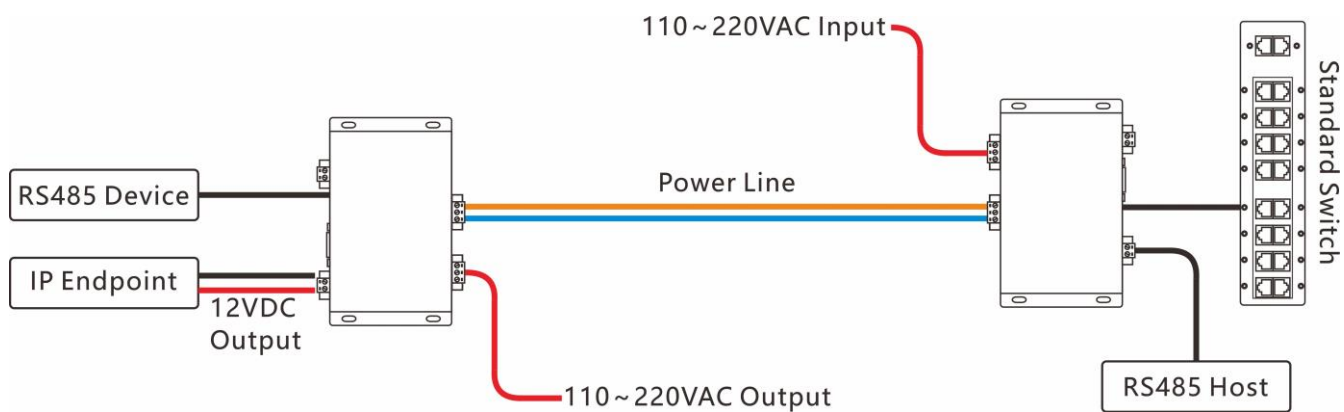 110~220VAC Input
Standard Switch
Power Line
RS485 Device
IP Endpoint
12VDC
Output
110~220VAC Output
RS485 Host